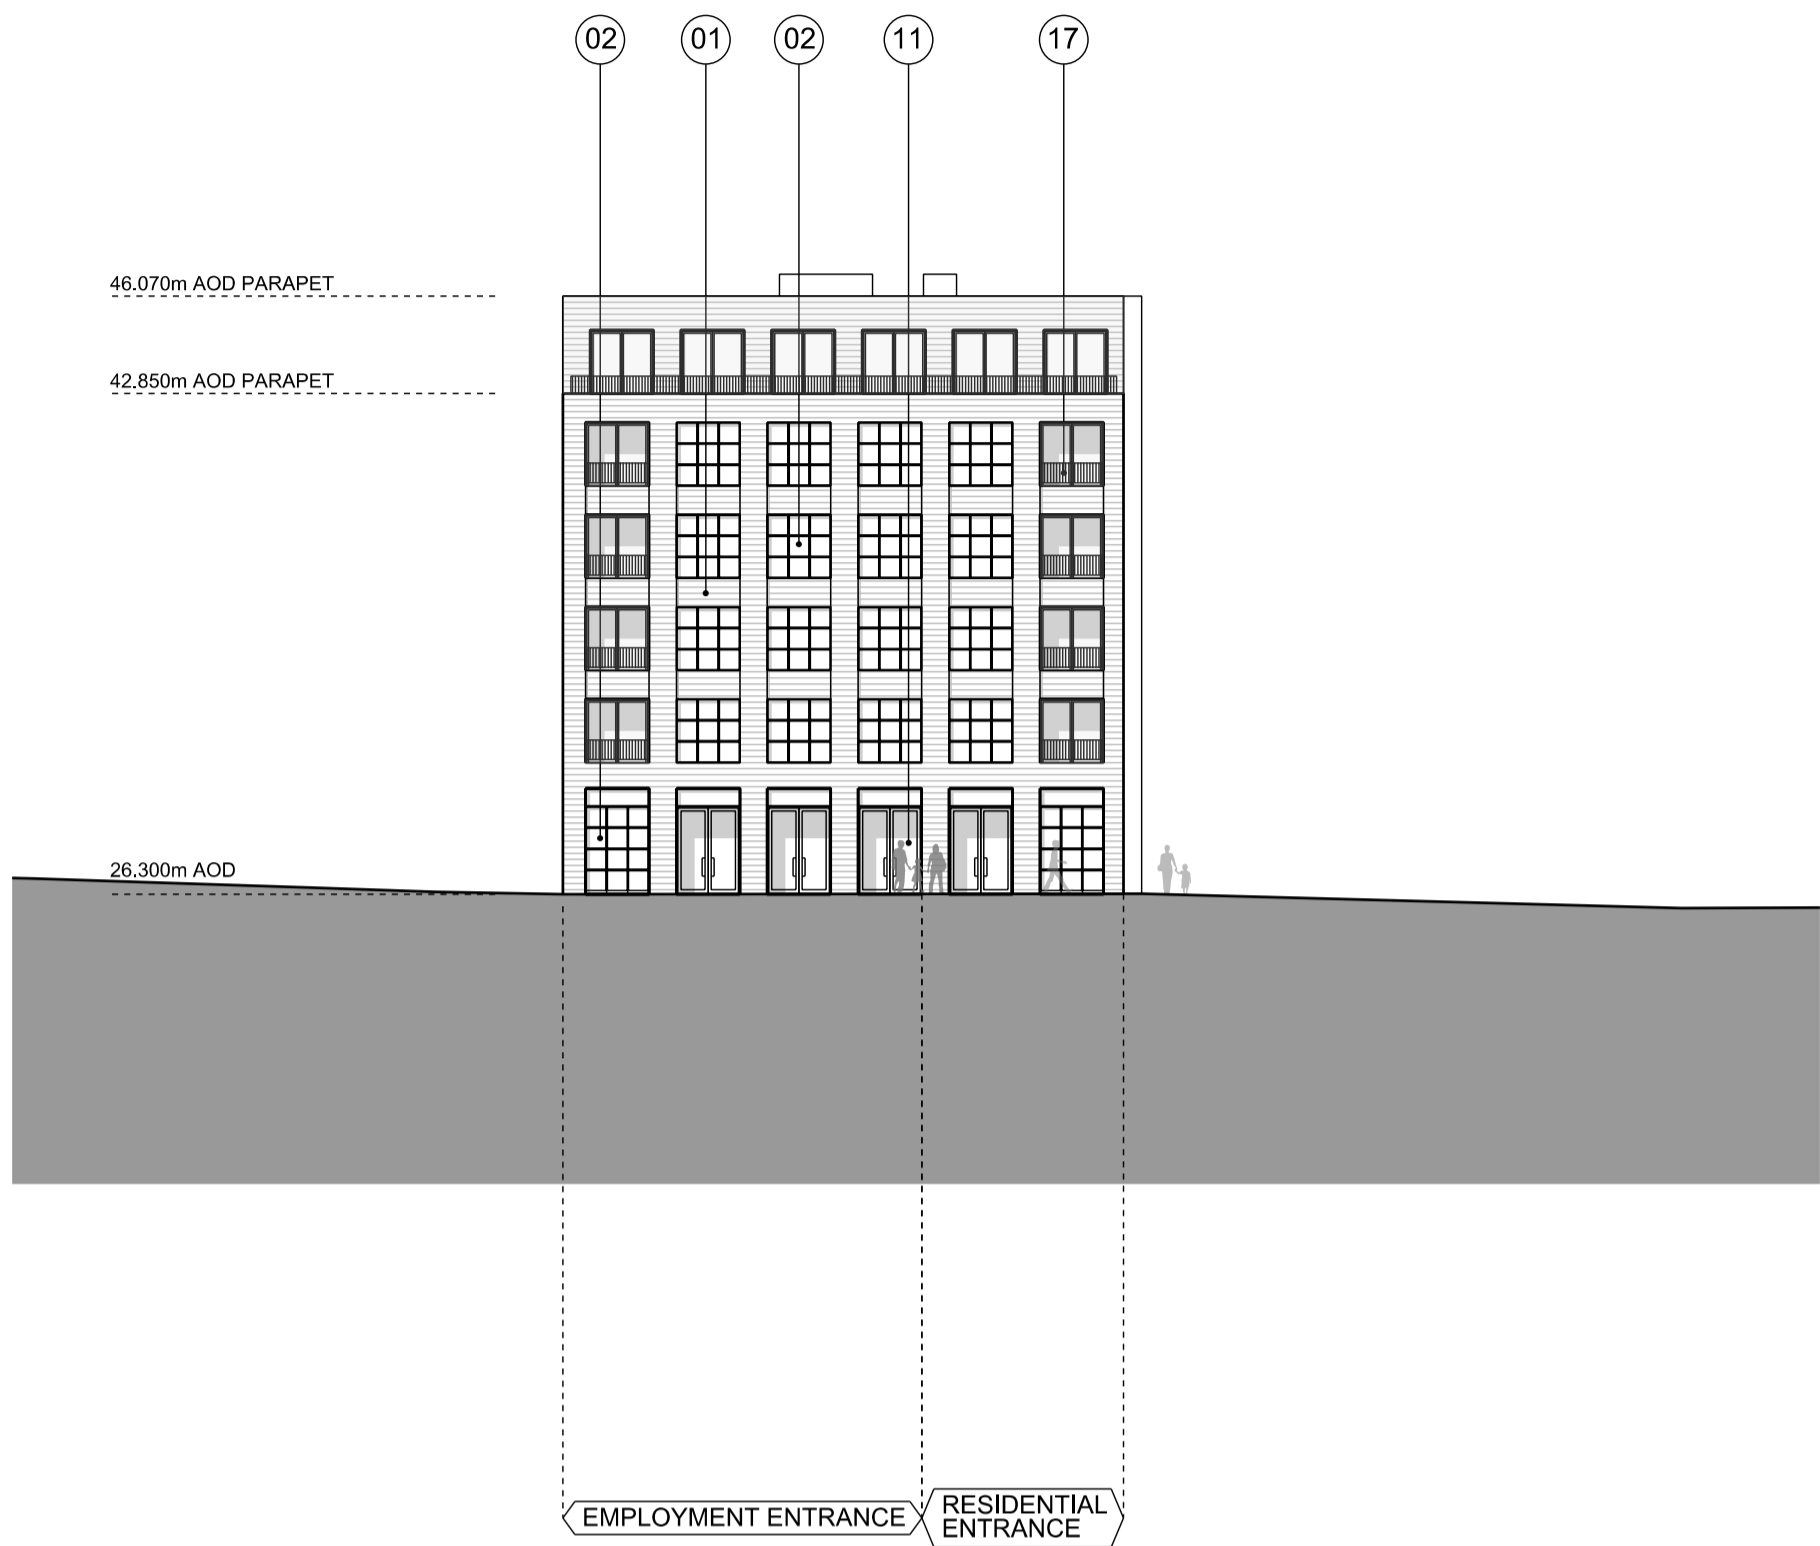 02
01
02
11
17
46.070m AOD PARAPET
42.850m AOD PARAPET
26.300m AOD
EMPLOYMENT ENTRANCE
RESIDENTIAL
ENTRANCE